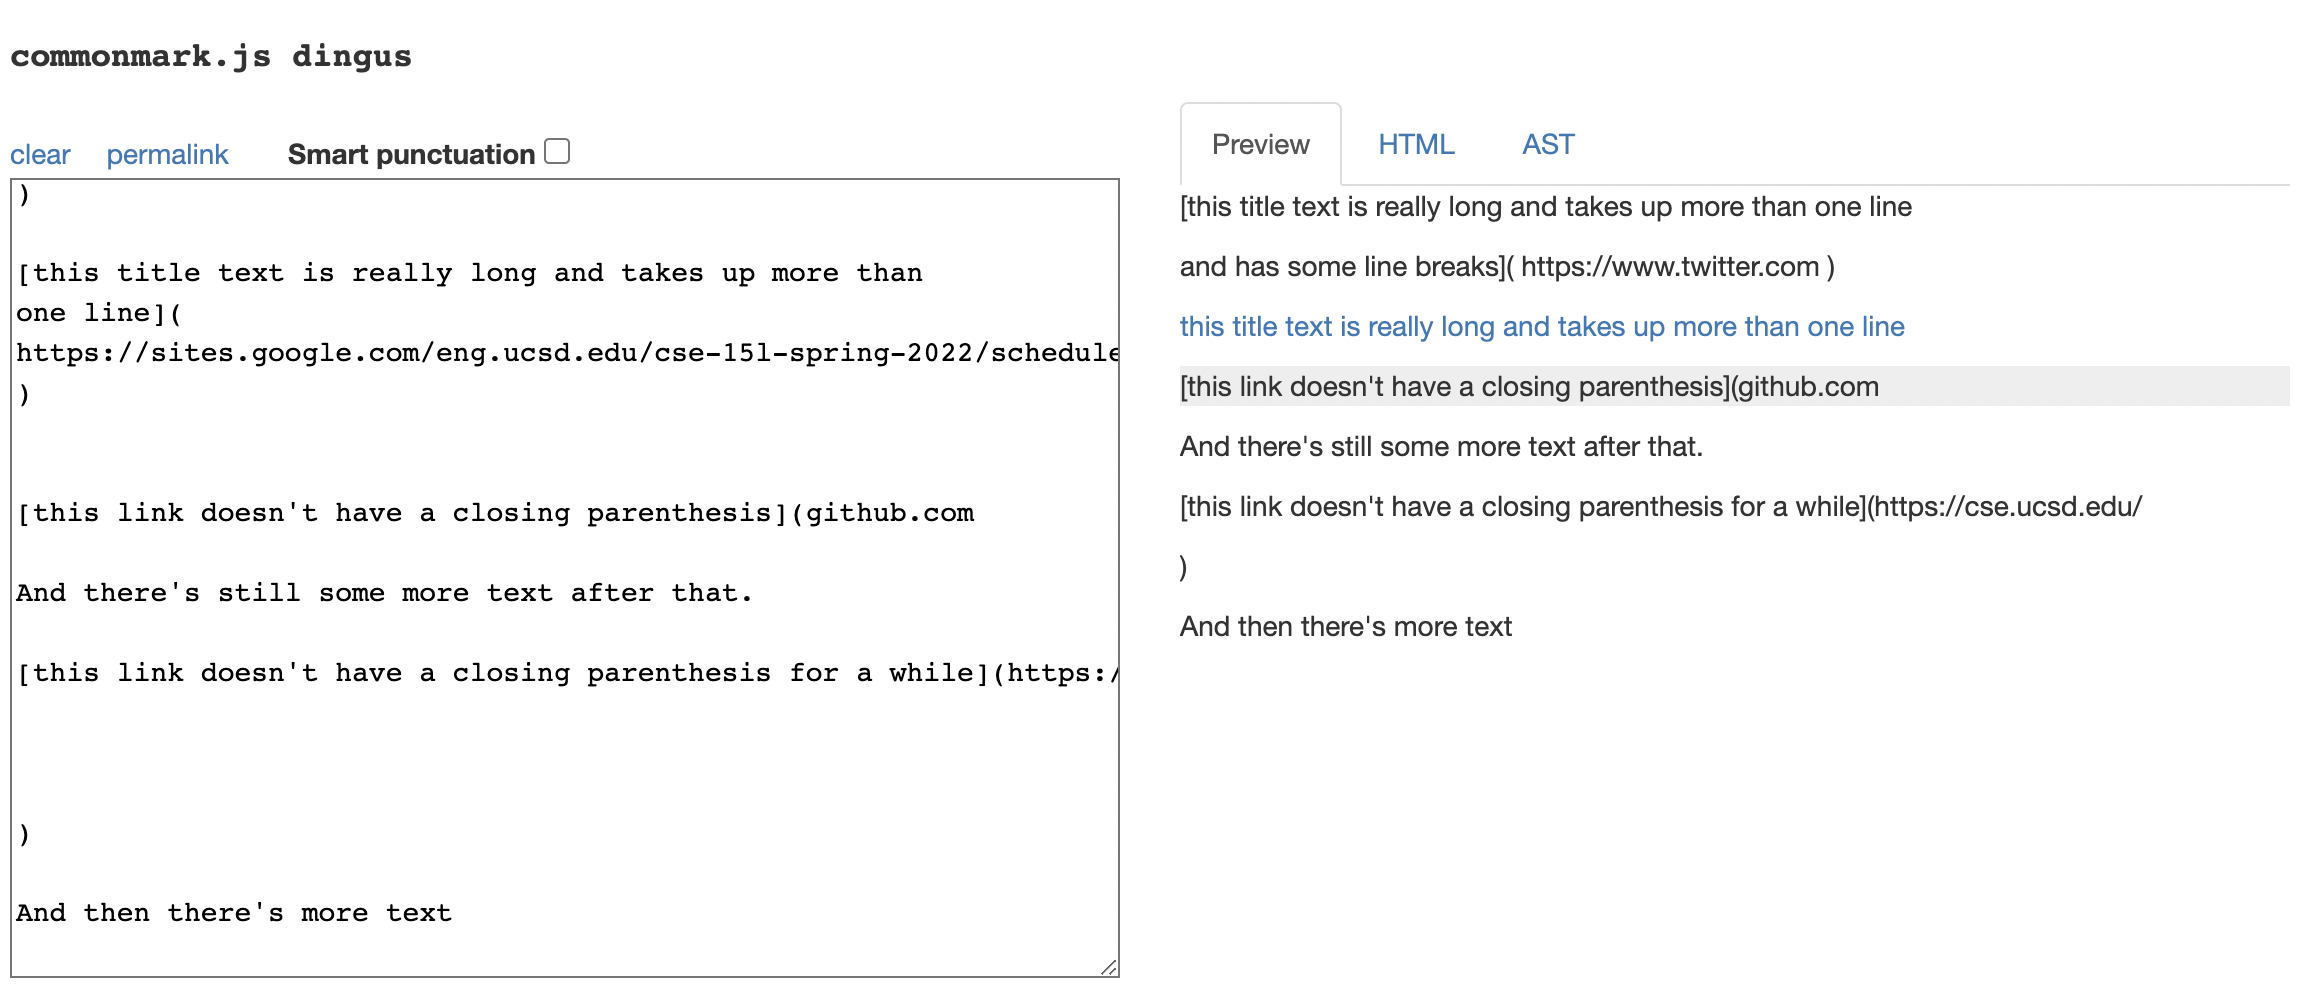 commonmark.js dingus
clear permalink Smart punctuation
)
[this title text is really long and takes up more than
one line](
https://sites.google.com/eng.ucsd.edu/cse-15l-spring-2022/schedule
)
[this link doesn't have a closing parenthesis](github.com
And there's still some more text after that.
[this link doesn't have a closing parenthesis for a while](https:/
)
And then there's more text
Preview HTML AST
[this title text is really long and takes up more than one line
and has some line breaks]( https://www.twitter.com )
this title text is really long and takes up more than one line
[this link doesn't have a closing parenthesis](github.com
And there's still some more text after that.
[this link doesn't have a closing parenthesis for a while](https://cse.ucsd.edu/
)
And then there's more text